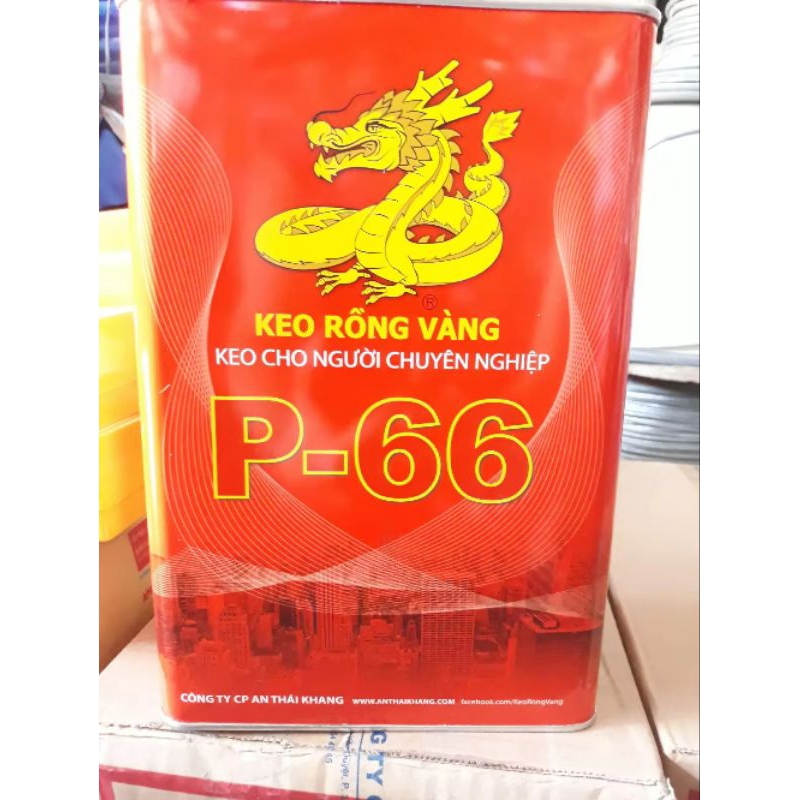 ®
KEO RỒNG VÀNG
KEO CHO NGƯỜI CHUYÊN NGHIỆP
P-66
CÔNG TY CP AN THÁI KHANG WWW.ANTHAIKHANG.COM facebook.com/KeoRongVang